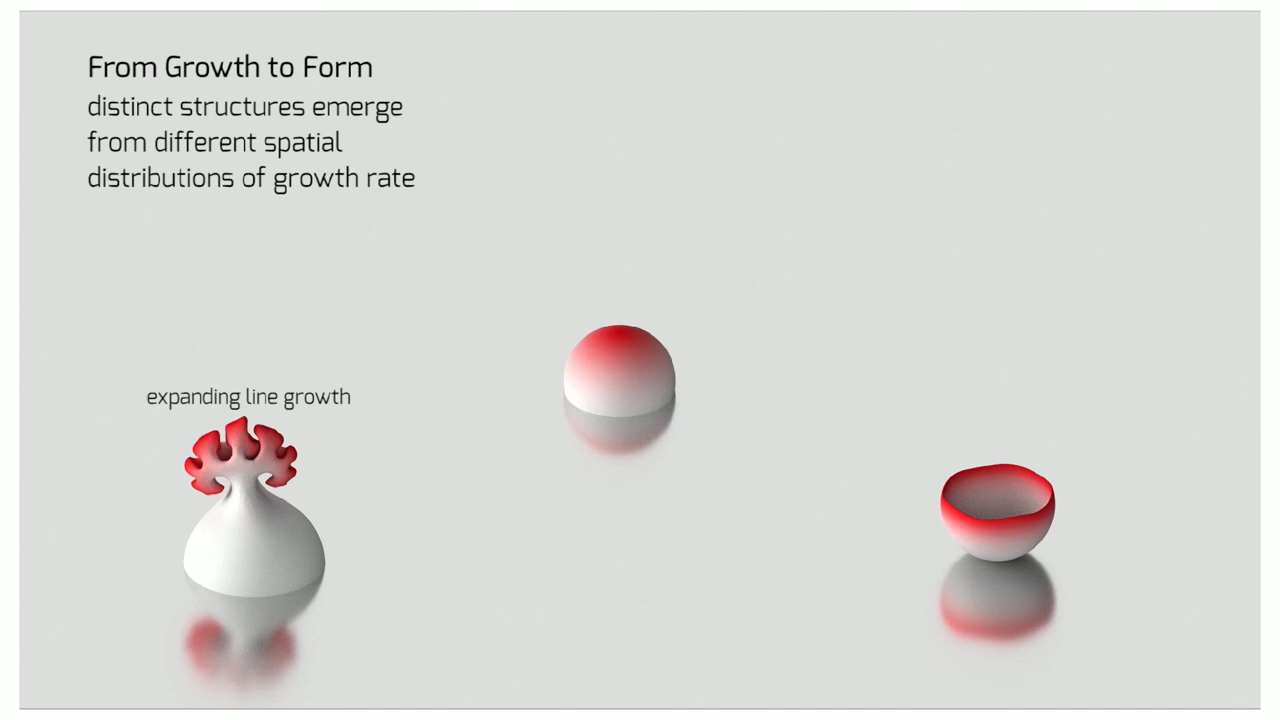 From Growth to Form
distinct structures emerge
from different spatial
distributions of growth rate
expanding line growth